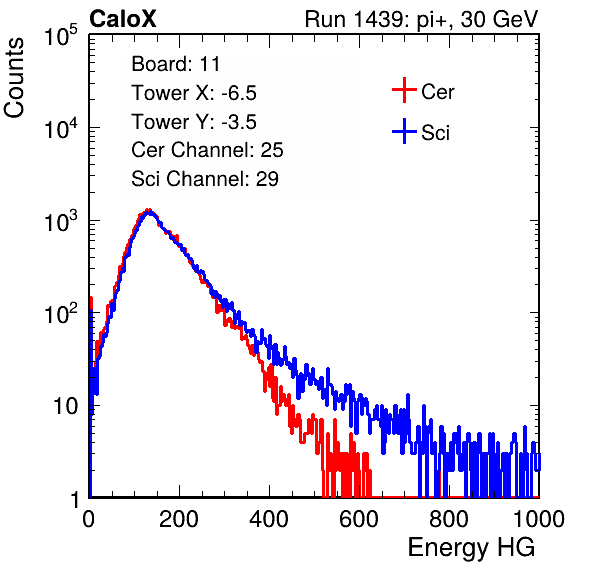 CaloX Run 1439: pi+, 30 GeV
Board: 11
Tower X: -6.5
Tower Y: -3.5
Cer Channel: 25
Sci Channel: 29
Cer
Sci
Counts
10^5
10^4
10^3
10^2
10
1
0 200 400 600 800 1000
Energy HG